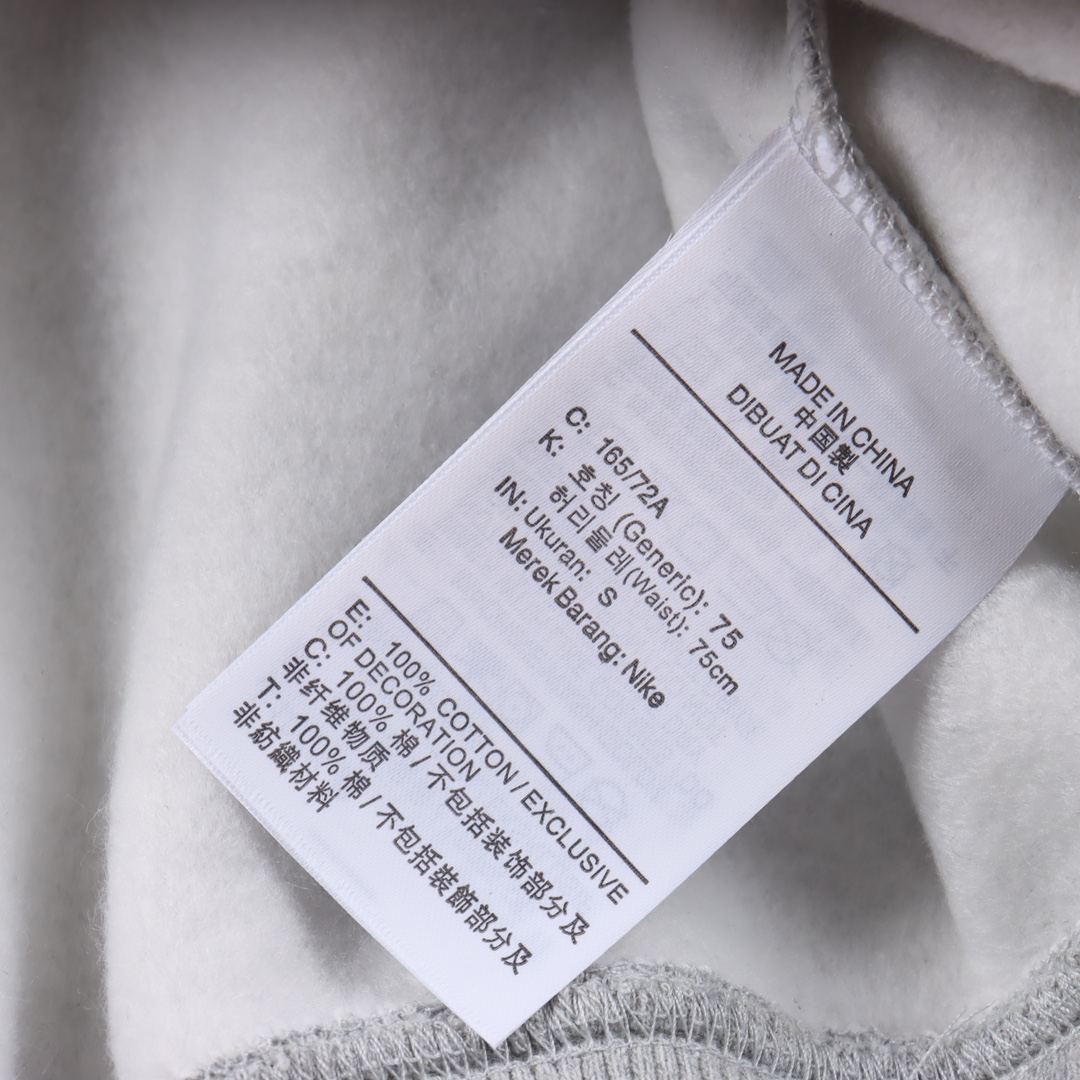 MADE IN CHINA
中国製
DIBUAT DI CINA
C: 165/72A
K: 호칭 (Generic): 75
허리둘레(Waist): 75cm
IN: Ukuran: S
Merek Barang: Nike
E: 100% COTTON / EXCLUSIVE
OF DECORATION
C: 100% 棉 / 不包括装饰部分及
非纤维物质
T: 100% 棉 / 不包括裝飾部分及
非紡織材料